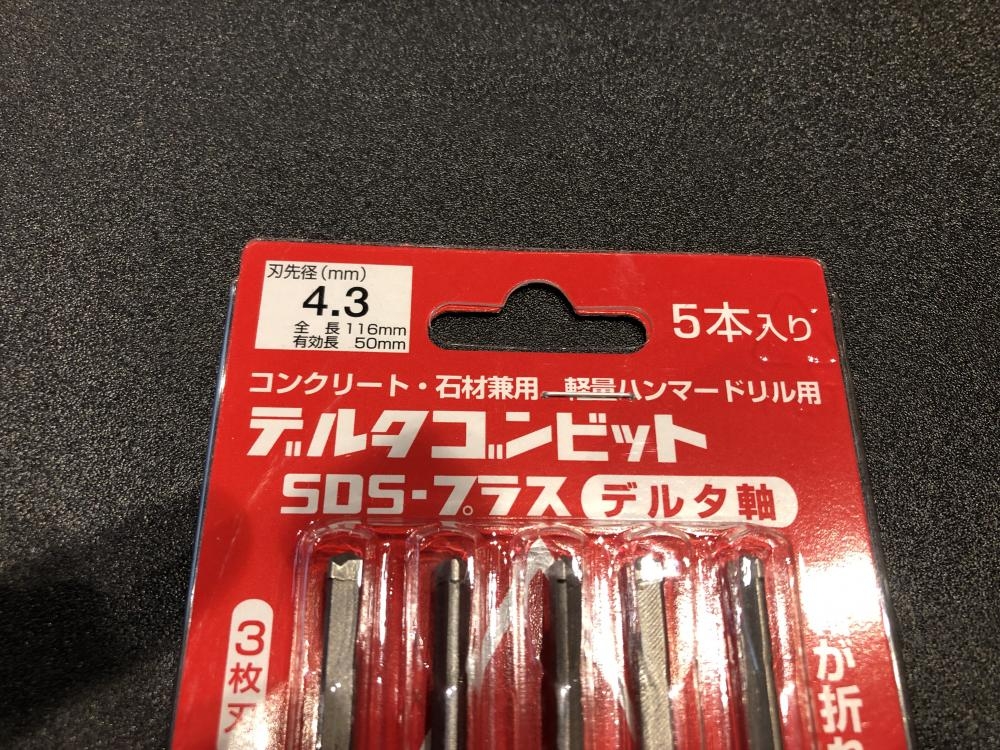 刃先径(mm)
4.3
全 長 116mm
有効長 50mm
5本入り
コンクリート・石材兼用 軽量ハンマードリル用
デルタゴンビット
SDS-プラス デルタ軸
3枚刃
が折れ